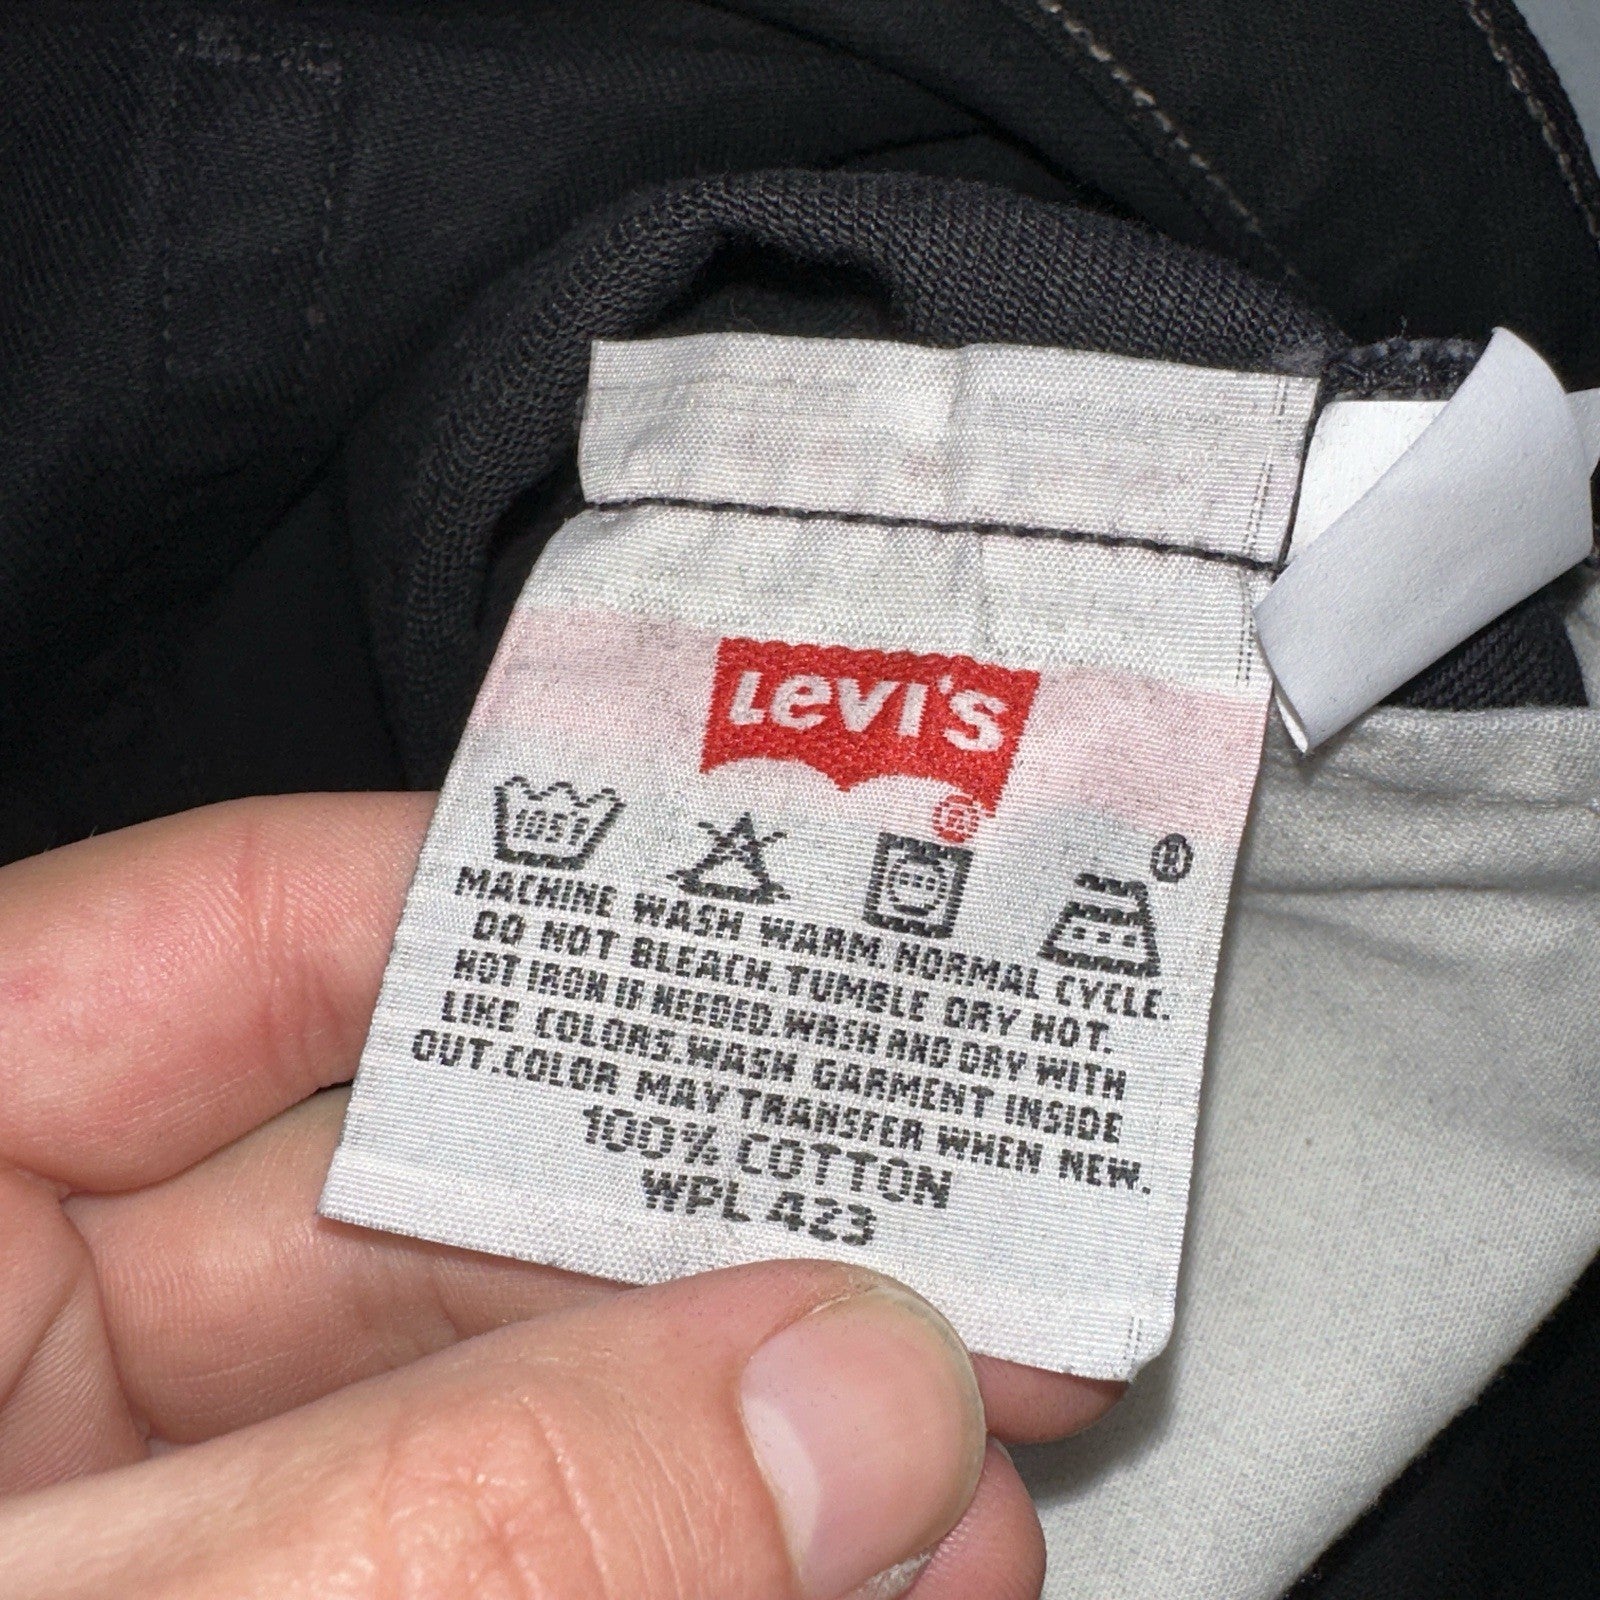 Levi's
®
105F
®
MACHINE WASH WARM, NORMAL CYCLE.
DO NOT BLEACH. TUMBLE DRY HOT.
HOT IRON IF NEEDED. WASH AND DRY WITH
LIKE COLORS. WASH GARMENT INSIDE
OUT. COLOR MAY TRANSFER WHEN NEW.
100% COTTON
WPL 423